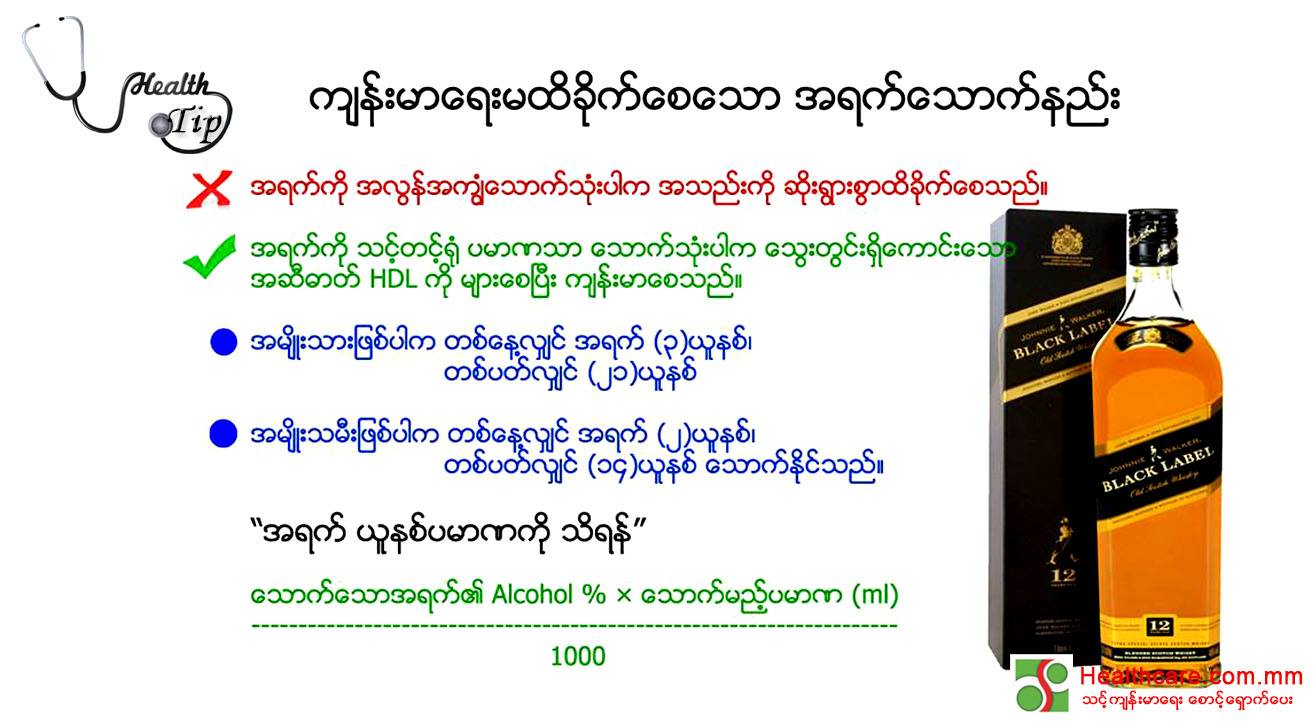 Health
Tip
ကျန်းမာရေးမထိခိုက်စေသော အရက်သောက်နည်း
အရက်ကို အလွန်အကျွံသောက်သုံးပါက အသည်းကို ဆိုးရွားစွာထိခိုက်စေသည်။
အရက်ကို သင့်တင့်ရုံ ပမာဏသာ သောက်သုံးပါက သွေးတွင်းရှိကောင်းသော
အဆီဓာတ် HDL ကို များစေပြီး ကျန်းမာစေသည်။
အမျိုးသားဖြစ်ပါက တစ်နေ့လျှင် အရက် (၃)ယူနစ်၊
တစ်ပတ်လျှင် (၂၁)ယူနစ်
အမျိုးသမီးဖြစ်ပါက တစ်နေ့လျှင် အရက် (၂)ယူနစ်၊
တစ်ပတ်လျှင် (၁၄)ယူနစ် သောက်နိုင်သည်။
“အရက် ယူနစ်ပမာဏကို သိရန်”
သောက်သောအရက်၏ Alcohol % × သောက်မည့်ပမာဏ (ml)
1000
JOHNNIE WALKER
BLACK LABEL
Old Scotch Whisky
12
JOHNNIE WALKER
BLACK LABEL
Old Scotch Whisky
12
BLENDED SCOTCH WHISKY
Healthcare.com.mm
သင့်ကျန်းမာရေး စောင့်ရှောက်ပေး